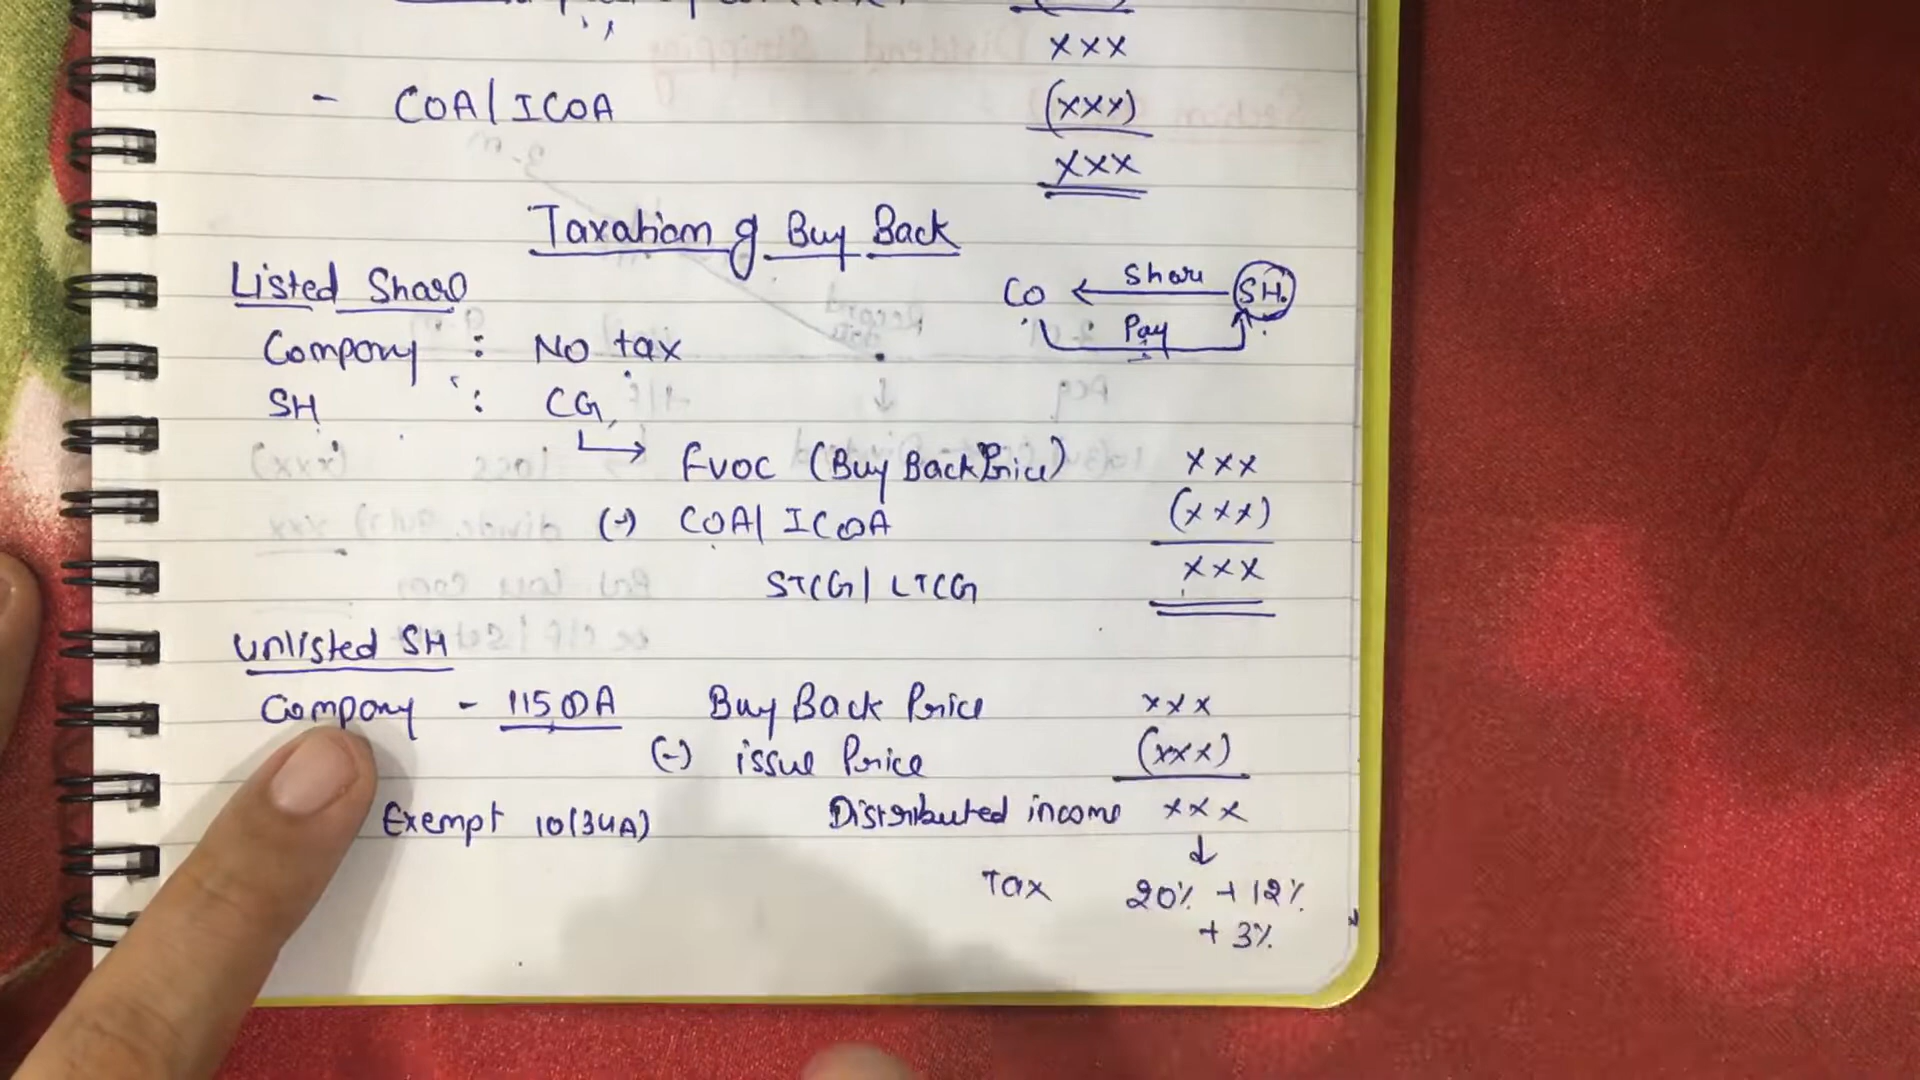 xxx
- COA/ICOA (xxx)
xxx
Taxation of Buy Back
Listed Share
Co ← Share SH.
Pay
Company : No tax
SH : CG
→ FVOC (Buy Back Price) xxx
(-) COA/ICOA (xxx)
STCG/LTCG xxx
Unlisted SH
Company - 115QA Buy Back Price xxx
(-) issue Price (xxx)
Exempt 10(34A) Distributed income xxx
↓
Tax 20% + 12%
+ 3%